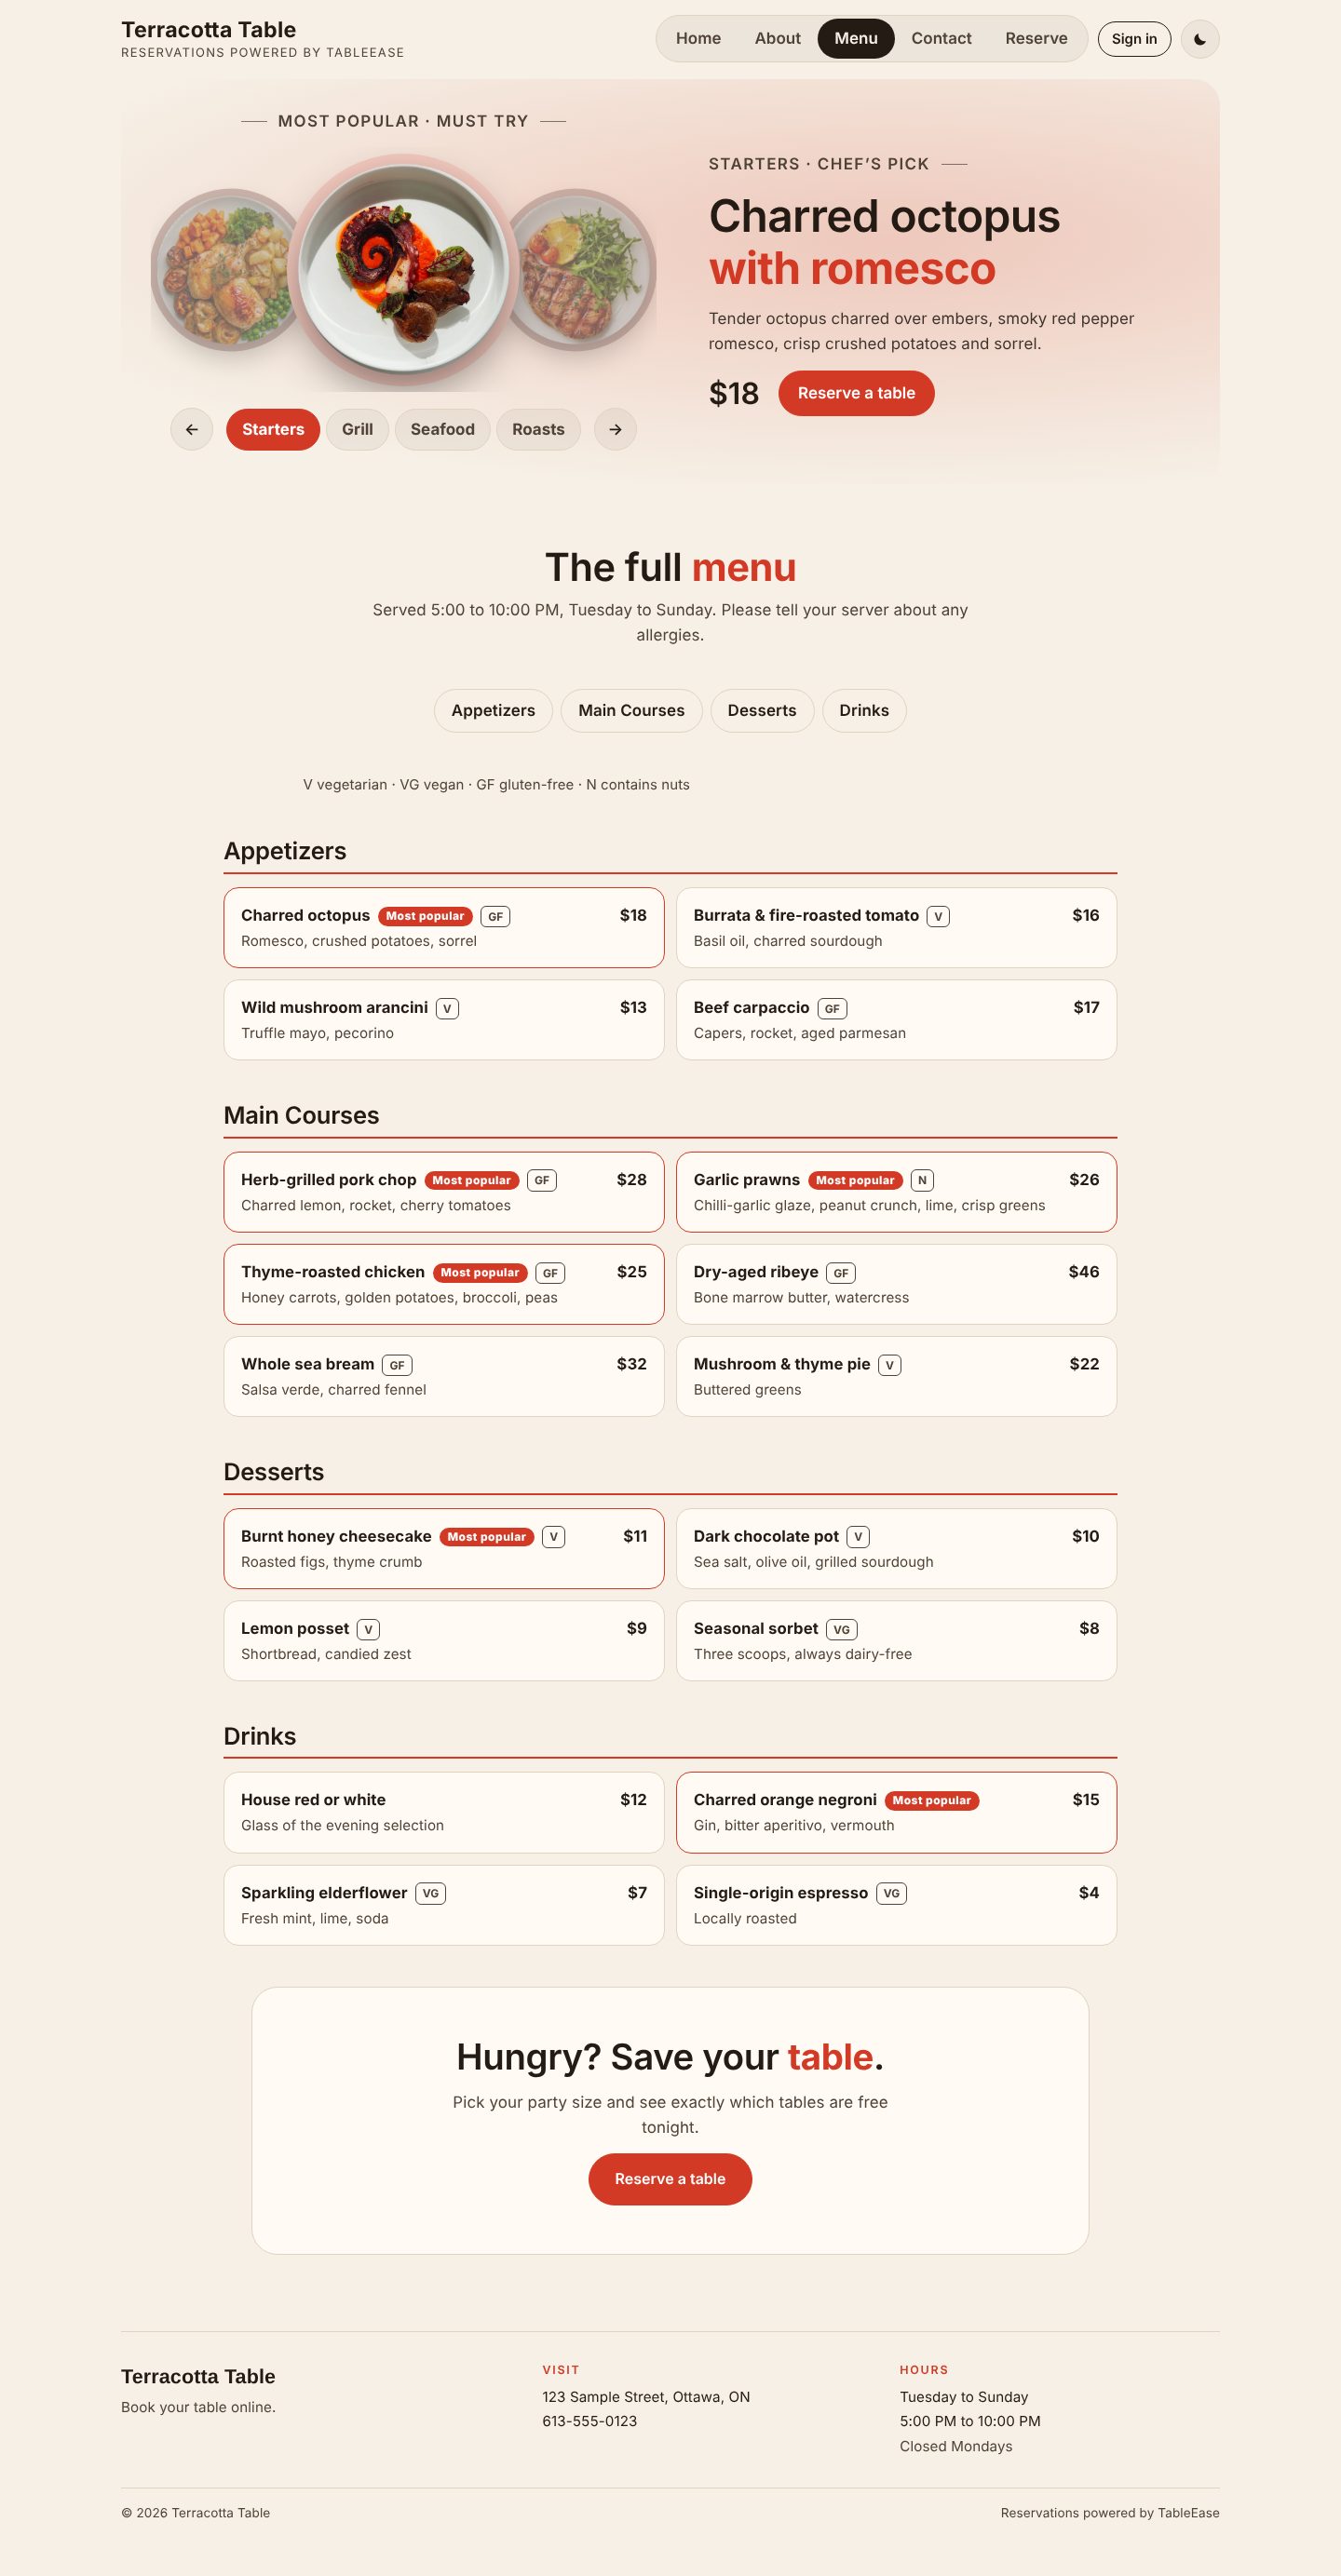 Terracotta Table
RESERVATIONS POWERED BY TABLEEASE
Home
About
Menu
Contact
Reserve
Sign in
MOST POPULAR · MUST TRY
Starters
Grill
Seafood
Roasts
STARTERS · CHEF’S PICK
Charred octopus
with romesco
Tender octopus charred over embers, smoky red pepper
romesco, crisp crushed potatoes and sorrel.
$18
Reserve a table
The full menu
Served 5:00 to 10:00 PM, Tuesday to Sunday. Please tell your server about any
allergies.
Appetizers
Main Courses
Desserts
Drinks
V vegetarian · VG vegan · GF gluten-free · N contains nuts
Appetizers
Charred octopus Most popular GF $18
Romesco, crushed potatoes, sorrel
Burrata & fire-roasted tomato V $16
Basil oil, charred sourdough
Wild mushroom arancini V $13
Truffle mayo, pecorino
Beef carpaccio GF $17
Capers, rocket, aged parmesan
Main Courses
Herb-grilled pork chop Most popular GF $28
Charred lemon, rocket, cherry tomatoes
Garlic prawns Most popular N $26
Chilli-garlic glaze, peanut crunch, lime, crisp greens
Thyme-roasted chicken Most popular GF $25
Honey carrots, golden potatoes, broccoli, peas
Dry-aged ribeye GF $46
Bone marrow butter, watercress
Whole sea bream GF $32
Salsa verde, charred fennel
Mushroom & thyme pie V $22
Buttered greens
Desserts
Burnt honey cheesecake Most popular V $11
Roasted figs, thyme crumb
Dark chocolate pot V $10
Sea salt, olive oil, grilled sourdough
Lemon posset V $9
Shortbread, candied zest
Seasonal sorbet VG $8
Three scoops, always dairy-free
Drinks
House red or white $12
Glass of the evening selection
Charred orange negroni Most popular $15
Gin, bitter aperitivo, vermouth
Sparkling elderflower VG $7
Fresh mint, lime, soda
Single-origin espresso VG $4
Locally roasted
Hungry? Save your table.
Pick your party size and see exactly which tables are free
tonight.
Reserve a table
Terracotta Table
Book your table online.
VISIT
123 Sample Street, Ottawa, ON
613-555-0123
HOURS
Tuesday to Sunday
5:00 PM to 10:00 PM
Closed Mondays
© 2026 Terracotta Table
Reservations powered by TableEase